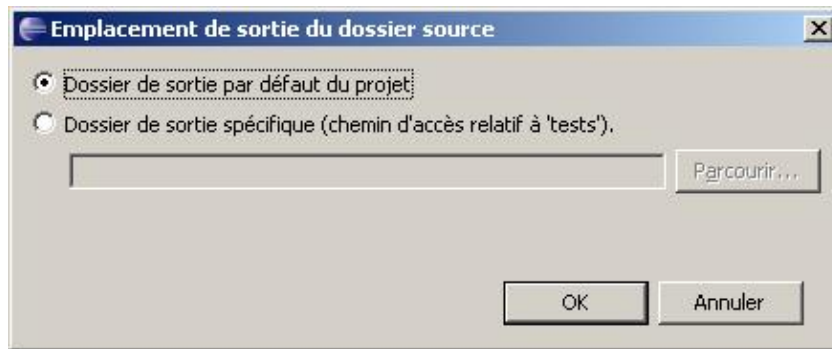 Emplacement de sortie du dossier source
Dossier de sortie par défaut du projet
Dossier de sortie spécifique (chemin d'accès relatif à 'tests').
Parcourir...
OK
Annuler